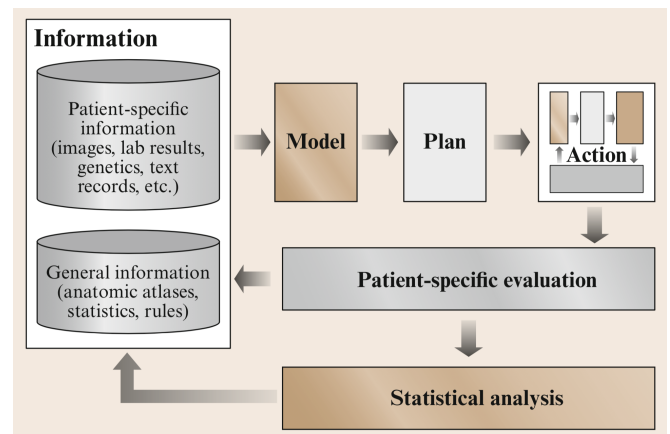 Information
Patient-specific
information
(images, lab results,
genetics, text
records, etc.)
General information
(anatomic atlases,
statistics, rules)
Model
Plan
Action
Patient-specific evaluation
Statistical analysis